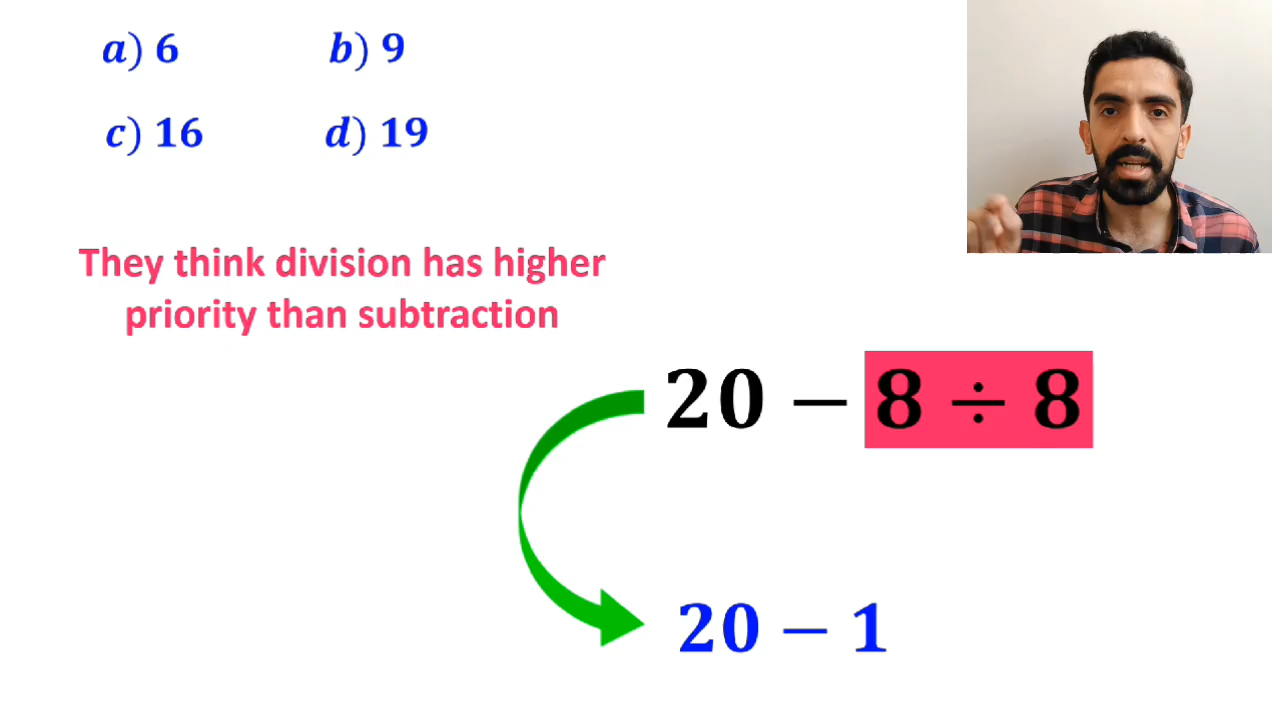 a) 6 b) 9
c) 16 d) 19
They think division has higher
priority than subtraction
20 − 8 ÷ 8
20 − 1